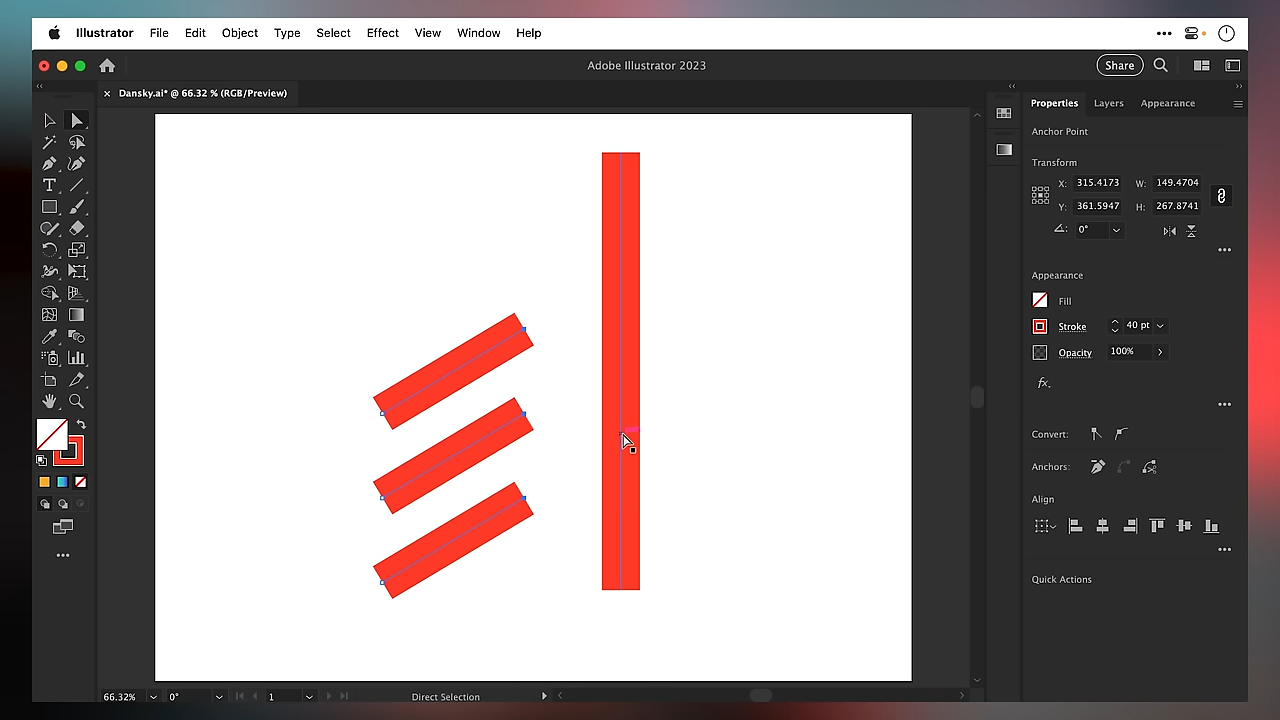 Illustrator File Edit Object Type Select Effect View Window Help
Adobe Illustrator 2023
Share
Dansky.ai* @ 66.32 % (RGB/Preview)
Properties Layers Appearance
Anchor Point
Transform
X: 315.4173 W: 149.4704
Y: 361.5947 H: 267.8741
0°
Appearance
Fill
Stroke 40 pt
Opacity 100%
fx
Convert:
Anchors:
Align
Quick Actions
66.32% 0° 1 Direct Selection